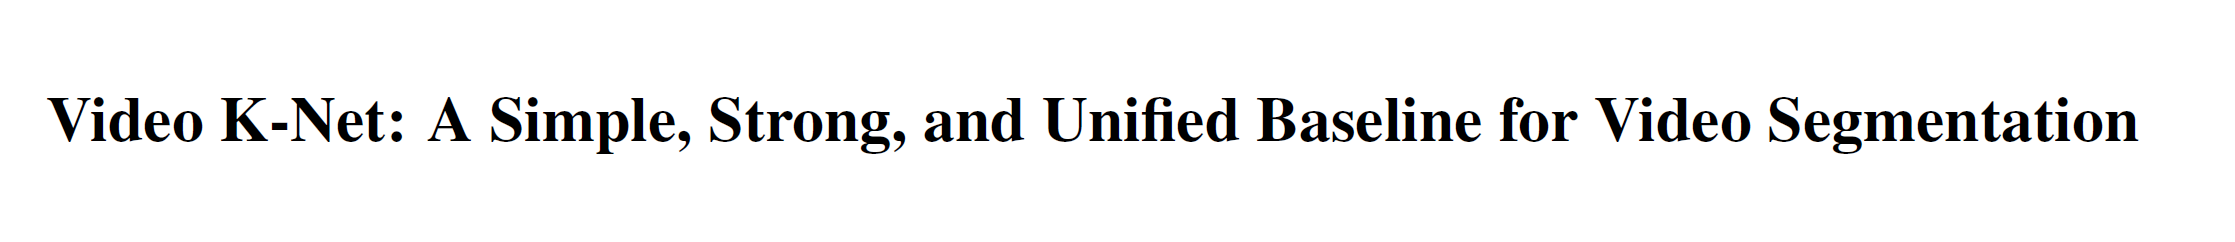 Video K-Net: A Simple, Strong, and Unified Baseline for Video Segmentation